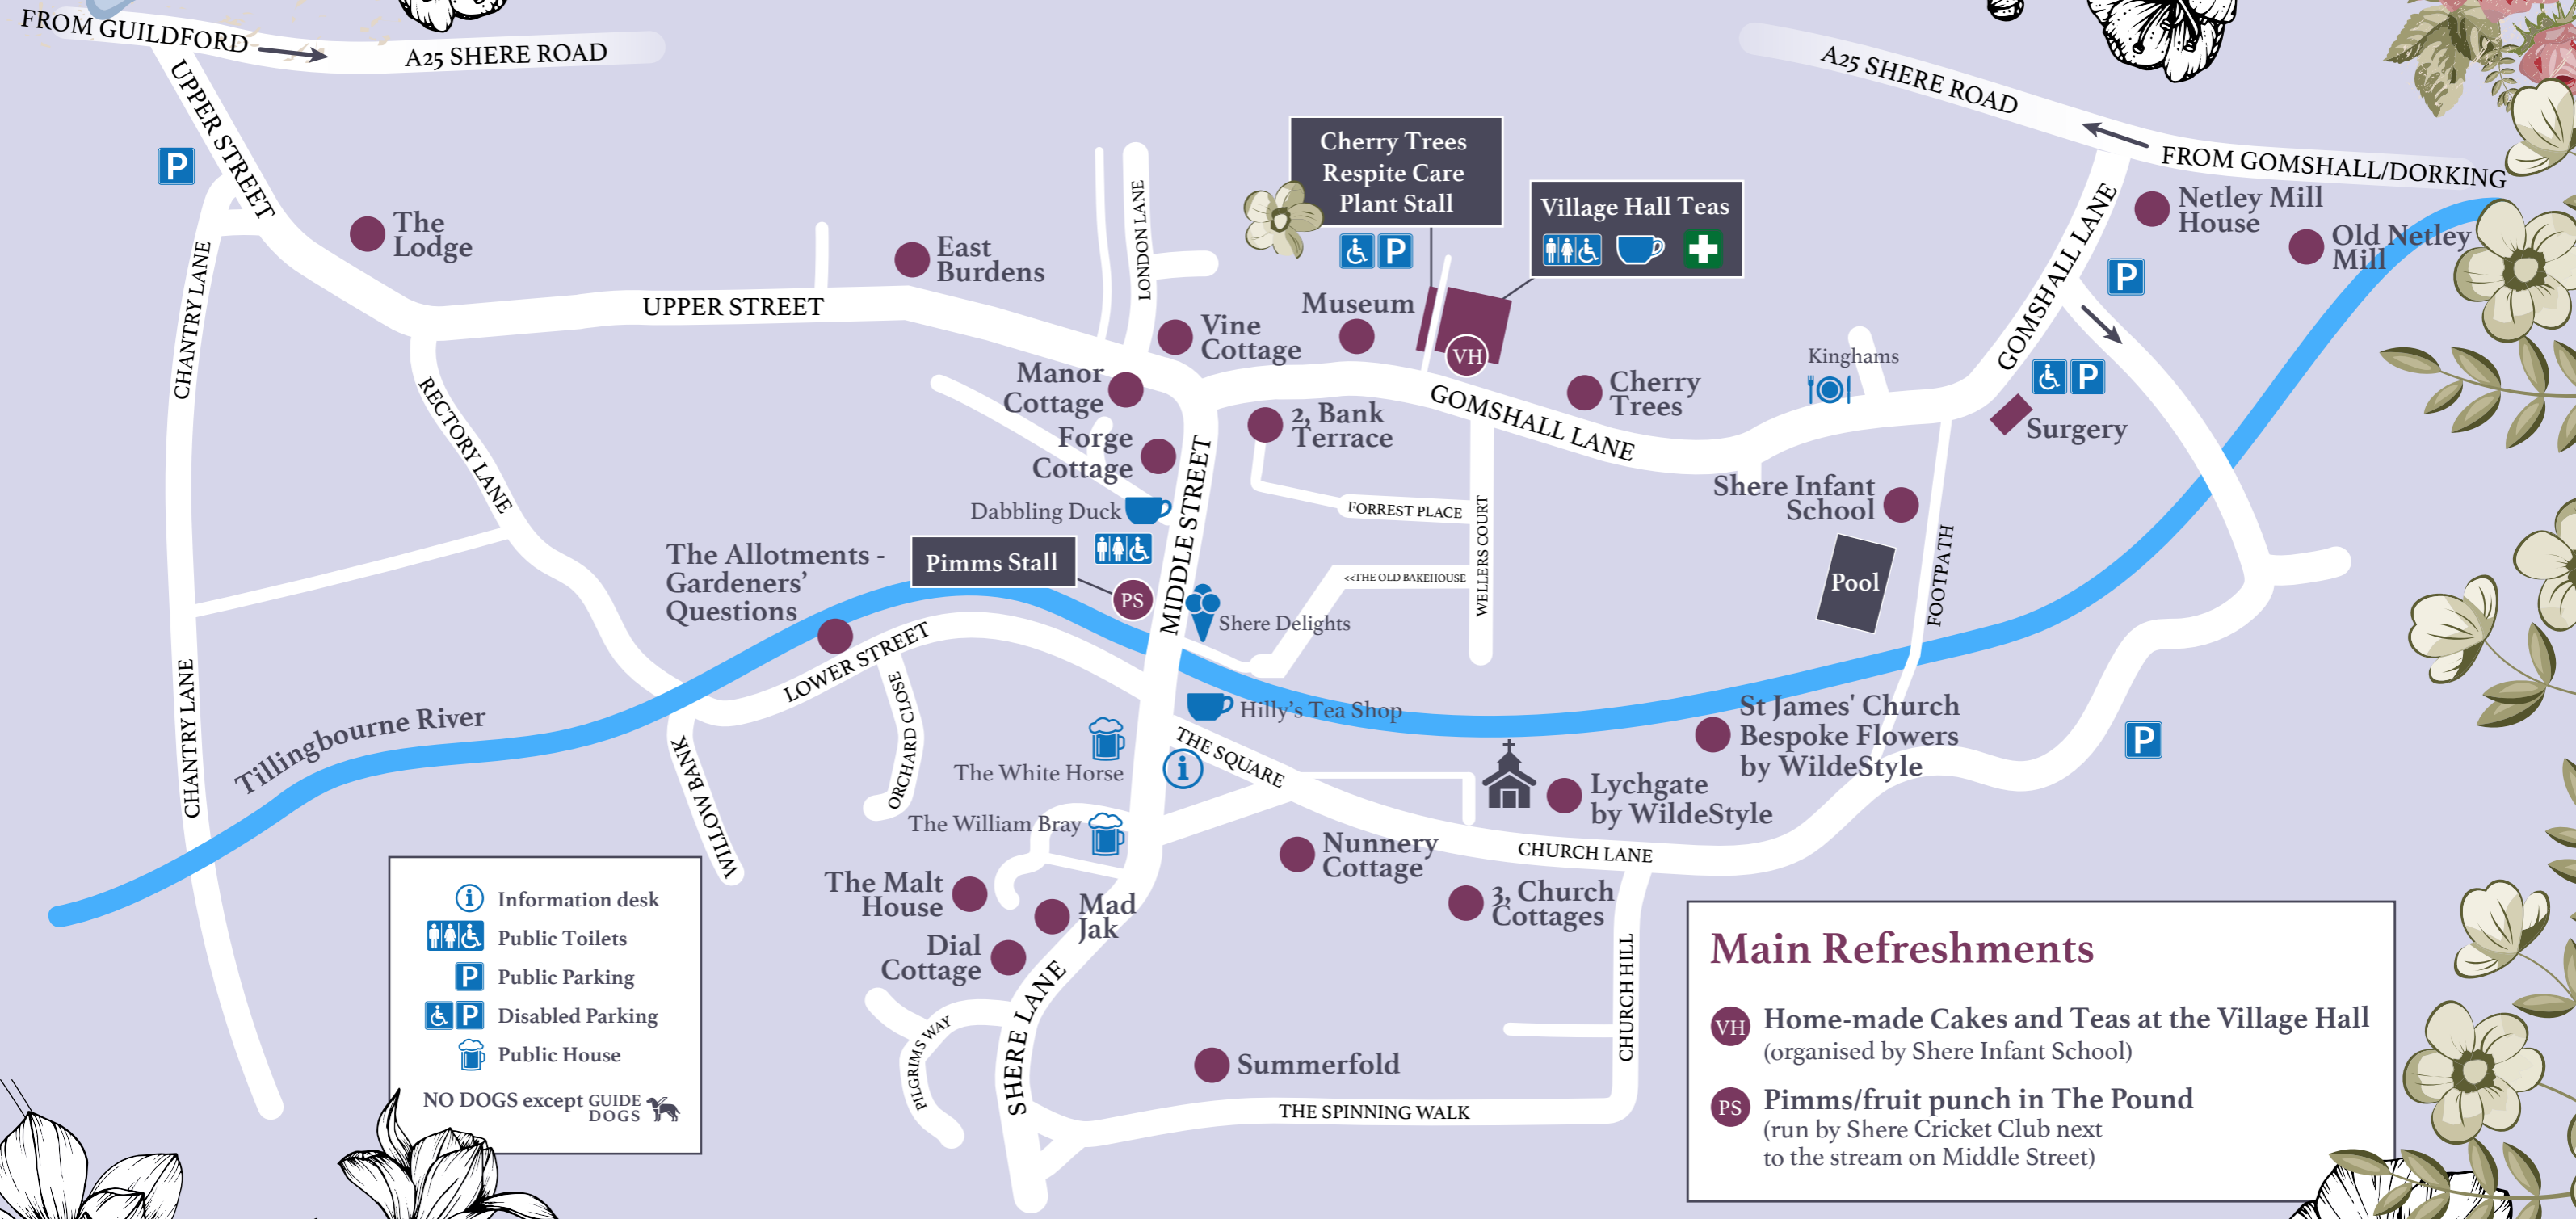 FROM GUILDFORD
A25 SHERE ROAD
A25 SHERE ROAD
FROM GOMSHALL/DORKING
UPPER STREET
P
CHANTRY LANE
The
Lodge
UPPER STREET
East
Burdens
LONDON LANE
Cherry Trees
Respite Care
Plant Stall
P
Village Hall Teas
Museum
VH
Vine
Cottage
Manor
Cottage
Forge
Cottage
2, Bank
Terrace
GOMSHALL LANE
Cherry
Trees
Kinghams
GOMSHALL LANE
Netley Mill
House
Old Netley
Mill
P
P
Surgery
RECTORY LANE
Dabbling Duck
MIDDLE STREET
FORREST PLACE
<<THE OLD BAKEHOUSE
WELLERS COURT
Shere Infant
School
Pool
FOOTPATH
The Allotments -
Gardeners'
Questions
Pimms Stall
PS
Shere Delights
LOWER STREET
ORCHARD CLOSE
CHANTRY LANE
Tillingbourne River
WILLOW BANK
Hilly's Tea Shop
THE SQUARE
i
The White Horse
The William Bray
St James' Church
Bespoke Flowers
by WildeStyle
P
Lychgate
by WildeStyle
Nunnery
Cottage
CHURCH LANE
3, Church
Cottages
The Malt
House
Mad
Jak
Dial
Cottage
SHERE LANE
PILGRIMS WAY
Summerfold
CHURCH HILL
THE SPINNING WALK
i Information desk
Public Toilets
P Public Parking
P Disabled Parking
Public House
NO DOGS except GUIDE
DOGS
Main Refreshments
VH Home-made Cakes and Teas at the Village Hall
(organised by Shere Infant School)
PS Pimms/fruit punch in The Pound
(run by Shere Cricket Club next
to the stream on Middle Street)